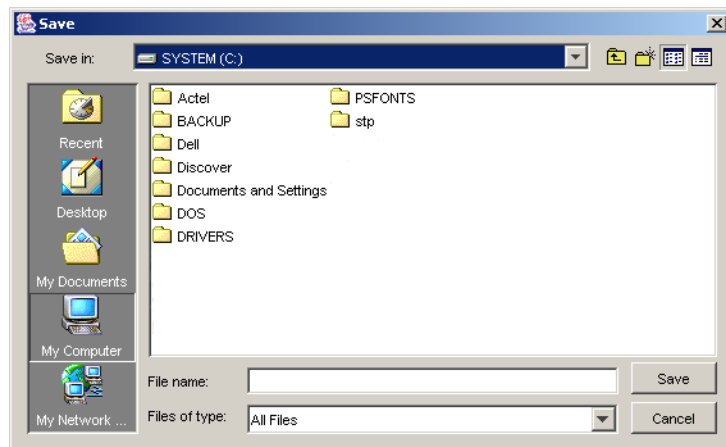 Save
Save in:
SYSTEM (C:)
Recent
Desktop
My Documents
My Computer
My Network ...
Actel
BACKUP
Dell
Discover
Documents and Settings
DOS
DRIVERS
PSFONTS
stp
File name:
Save
Files of type:
All Files
Cancel